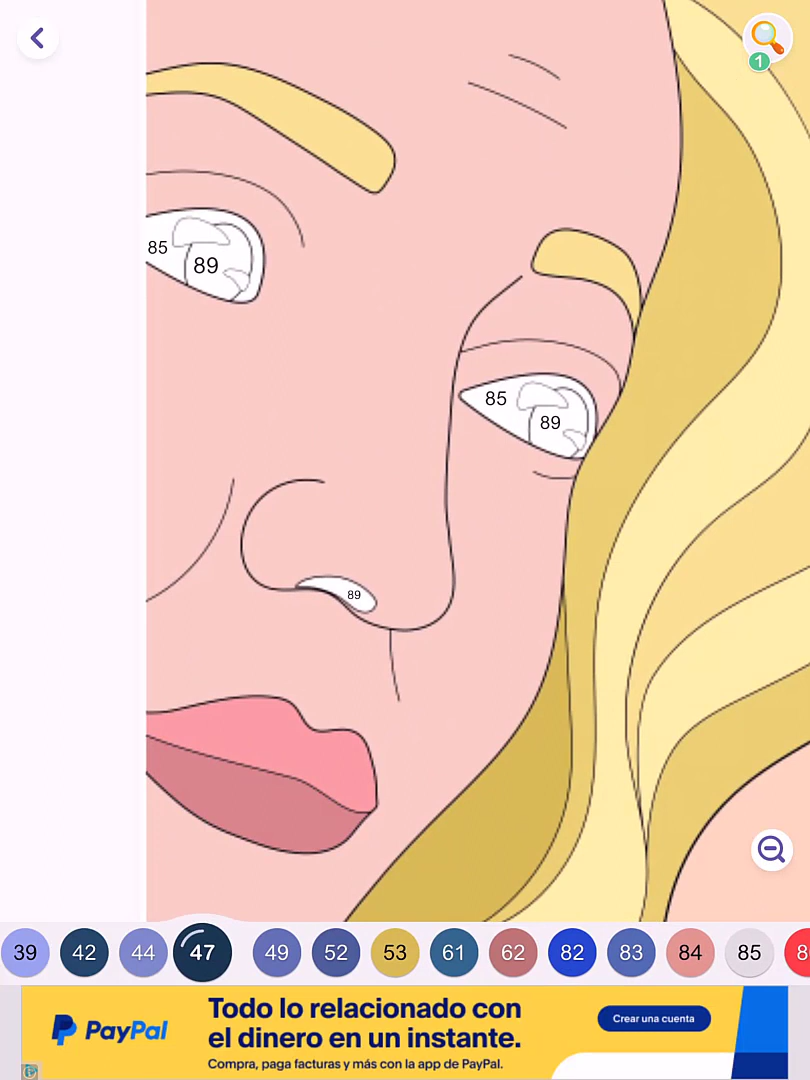 1
85
89
85
89
89
39 42 44 47 49 52 53 61 62 82 83 84 85
PayPal
Todo lo relacionado con
el dinero en un instante.
Compra, paga facturas y más con la app de PayPal.
Crear una cuenta